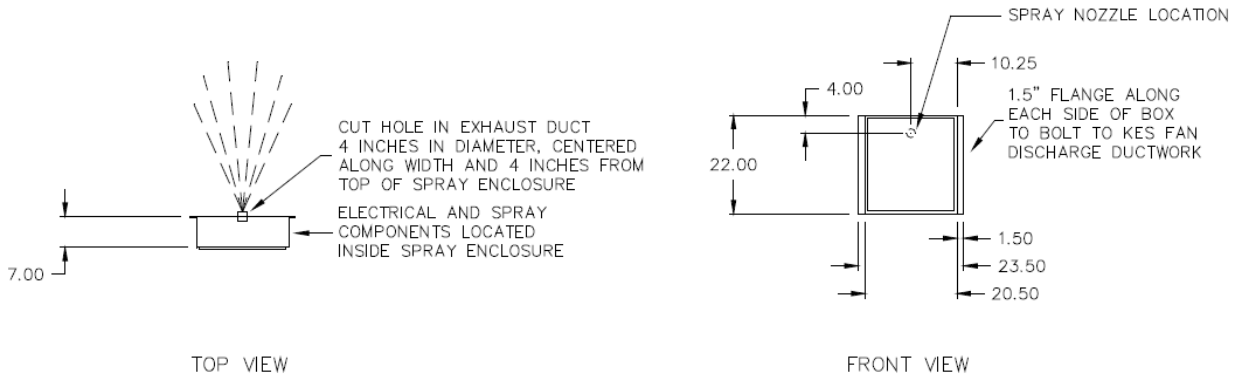 CUT HOLE IN EXHAUST DUCT
4 INCHES IN DIAMETER, CENTERED
ALONG WIDTH AND 4 INCHES FROM
TOP OF SPRAY ENCLOSURE
ELECTRICAL AND SPRAY
COMPONENTS LOCATED
INSIDE SPRAY ENCLOSURE
7.00
TOP VIEW
SPRAY NOZZLE LOCATION
10.25
4.00
1.5" FLANGE ALONG
EACH SIDE OF BOX
TO BOLT TO KES FAN
DISCHARGE DUCTWORK
22.00
1.50
23.50
20.50
FRONT VIEW